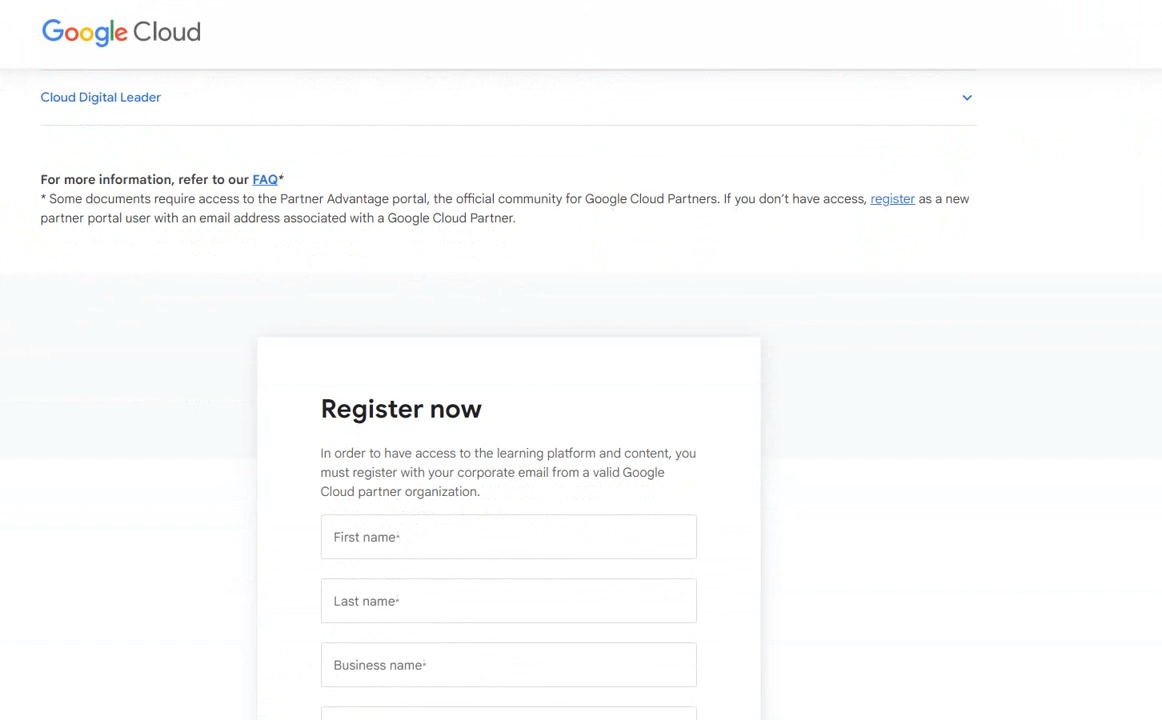 Google Cloud
Cloud Digital Leader
For more information, refer to our FAQ*
* Some documents require access to the Partner Advantage portal, the official community for Google Cloud Partners. If you don’t have access, register as a new
partner portal user with an email address associated with a Google Cloud Partner.
Register now
In order to have access to the learning platform and content, you
must register with your corporate email from a valid Google
Cloud partner organization.
First name*
Last name*
Business name*